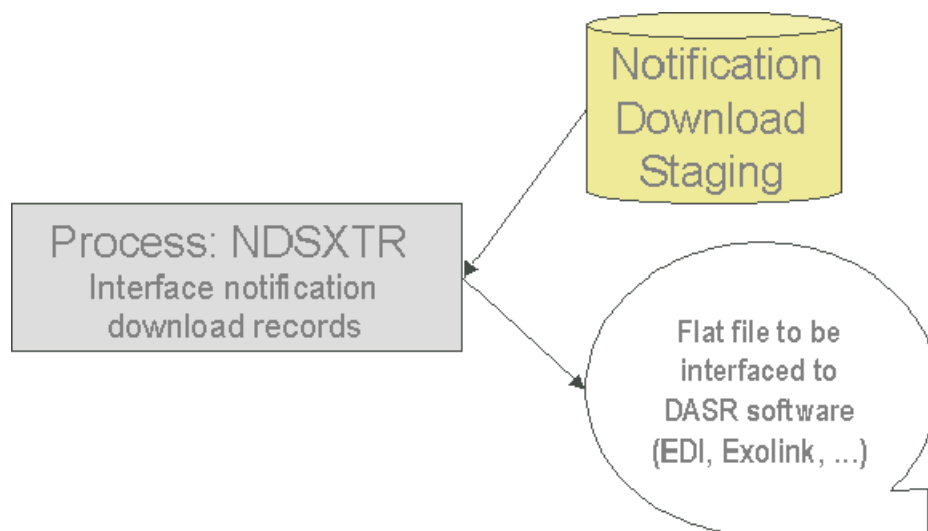 Notification
Download
Staging
Process: NDSXTR
Interface notification
download records
Flat file to be
interfaced to
DASR software
(EDI, Exolink, ...)